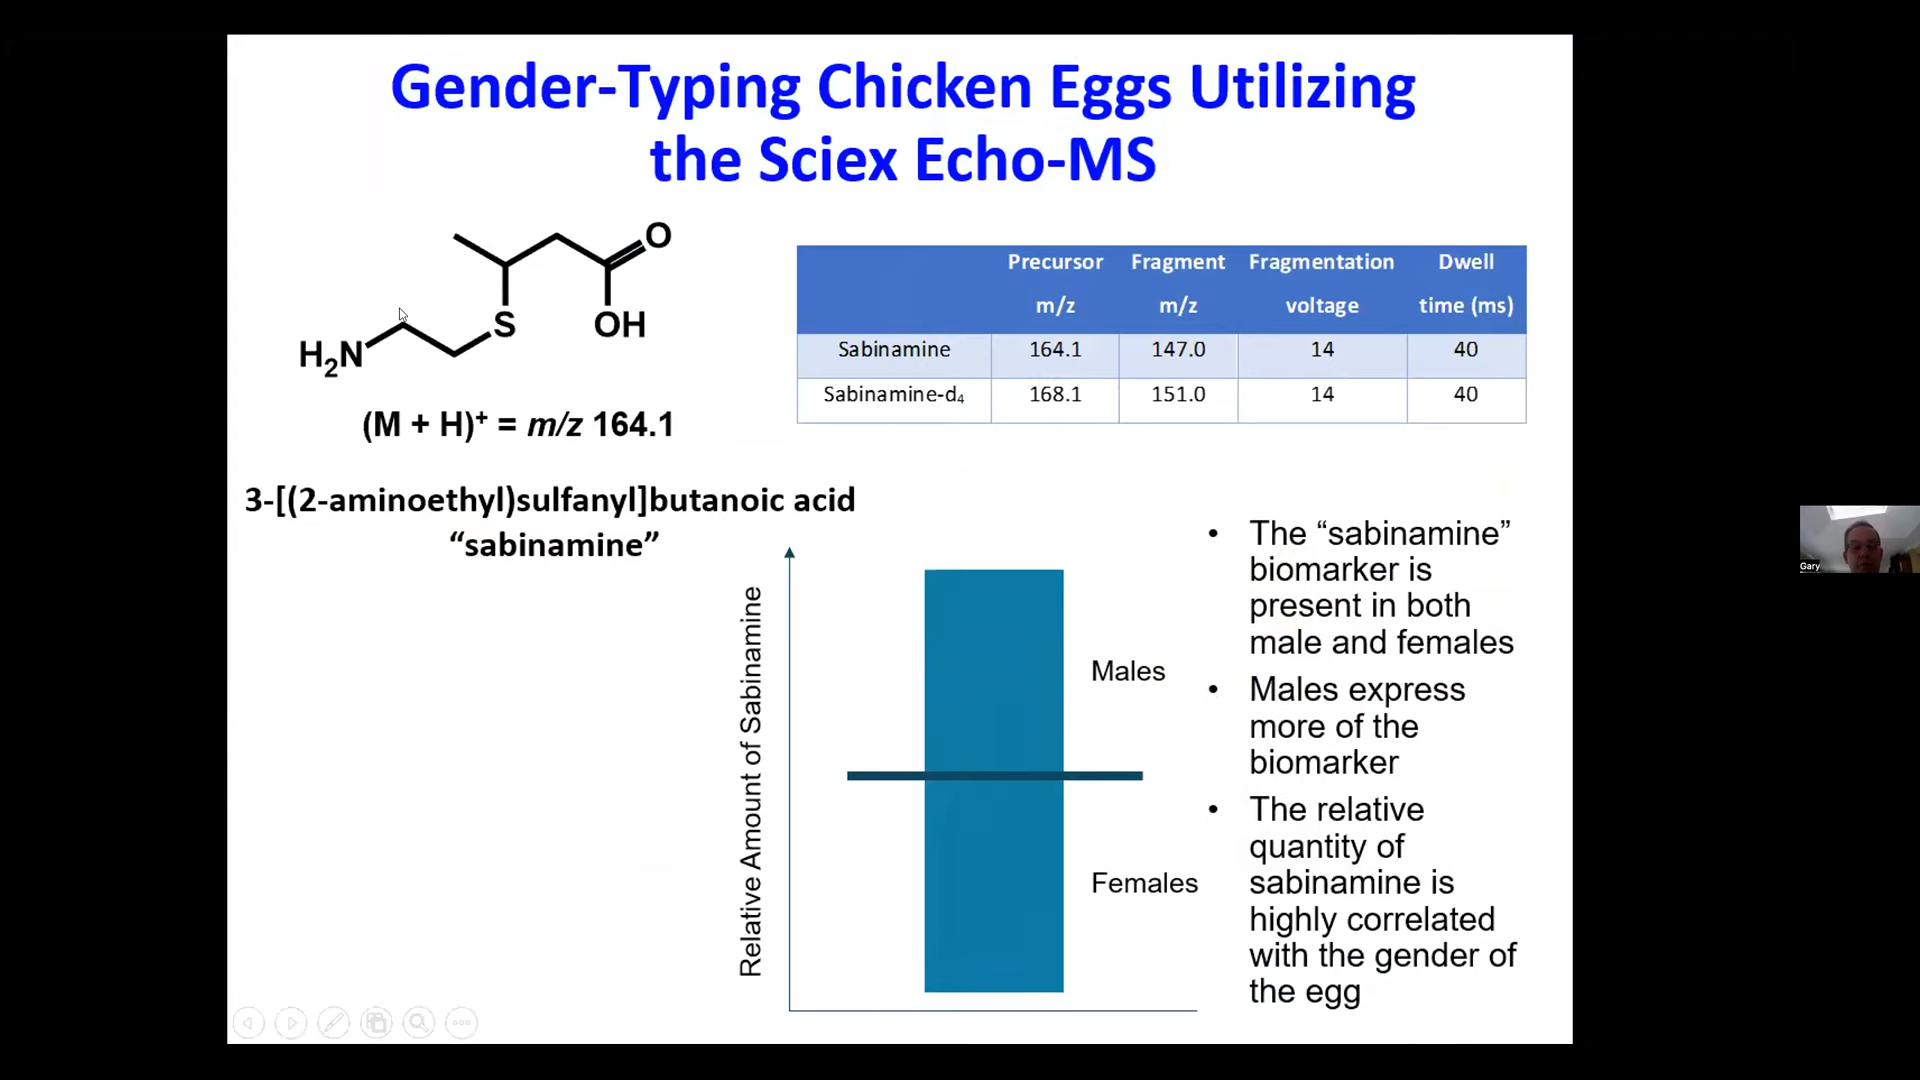 Gender-Typing Chicken Eggs Utilizing
the Sciex Echo-MS
O
S
OH
H₂N
(M + H)⁺ = m/z 164.1
3-[(2-aminoethyl)sulfanyl]butanoic acid
“sabinamine”
Precursor m/z Fragment m/z Fragmentation voltage Dwell time (ms)
Sabinamine 164.1 147.0 14 40
Sabinamine-d₄ 168.1 151.0 14 40
Relative Amount of Sabinamine
Males
Females
• The “sabinamine”
biomarker is
present in both
male and females
• Males express
more of the
biomarker
• The relative
quantity of
sabinamine is
highly correlated
with the gender of
the egg
Gary